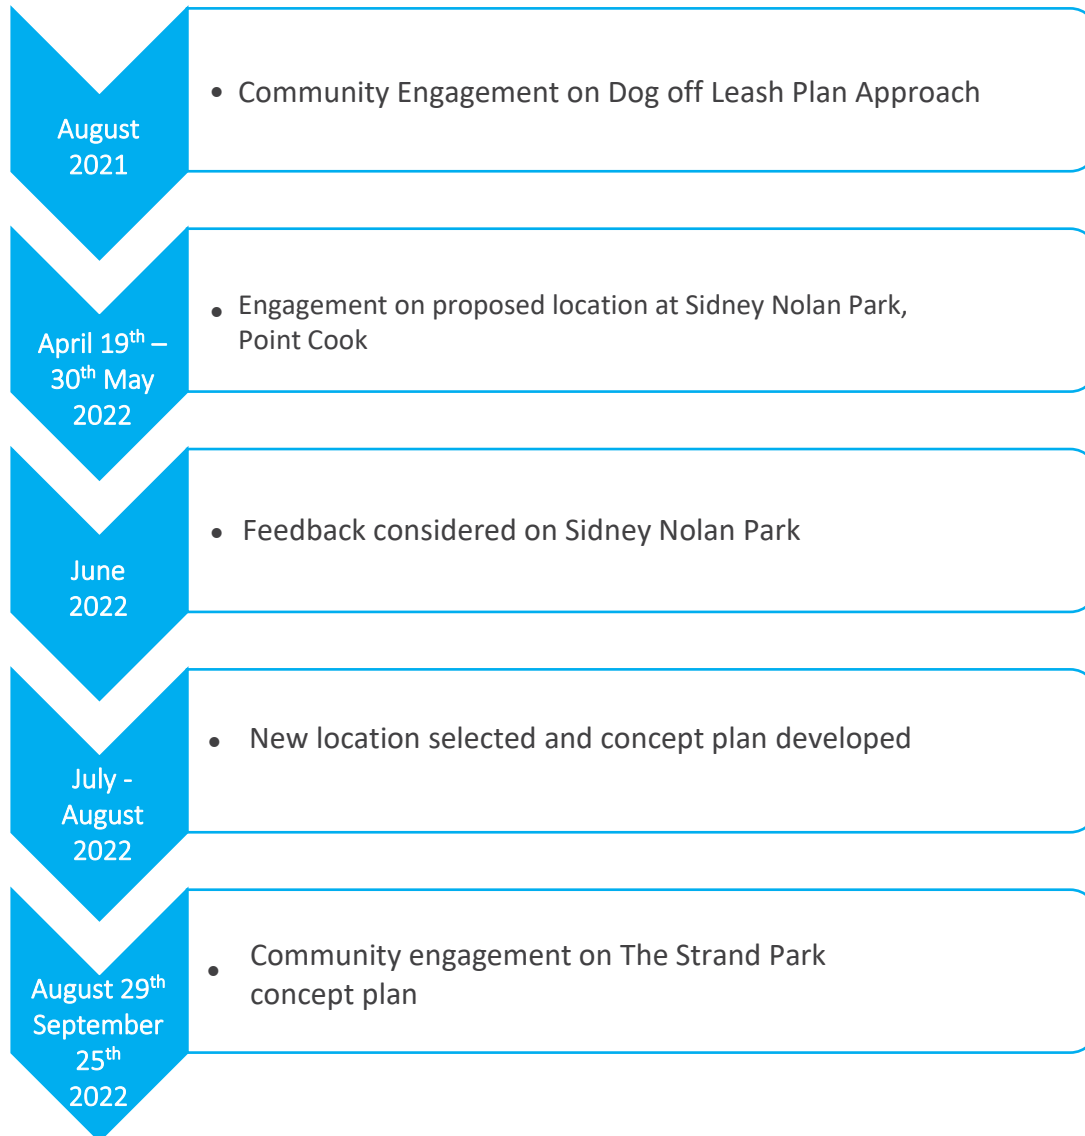 August
2021
• Community Engagement on Dog off Leash Plan Approach
April 19th –
30th May
2022
• Engagement on proposed location at Sidney Nolan Park,
Point Cook
June
2022
• Feedback considered on Sidney Nolan Park
July -
August
2022
• New location selected and concept plan developed
August 29th
September
25th
2022
• Community engagement on The Strand Park
concept plan